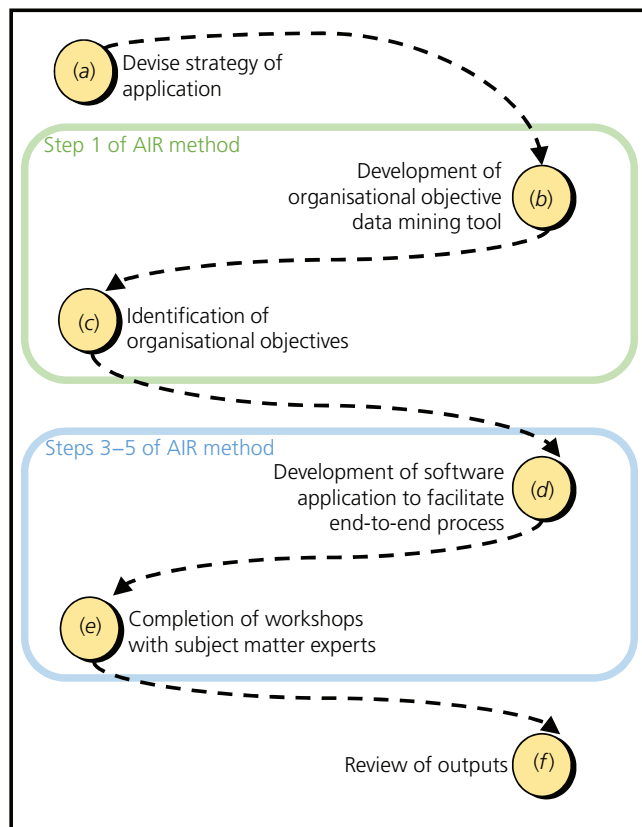 (a)
Devise strategy of
application
Step 1 of AIR method
Development of
organisational objective
data mining tool
(b)
(c)
Identification of
organisational objectives
Steps 3–5 of AIR method
Development of software
application to facilitate
end-to-end process
(d)
(e)
Completion of workshops
with subject matter experts
Review of outputs
(f)